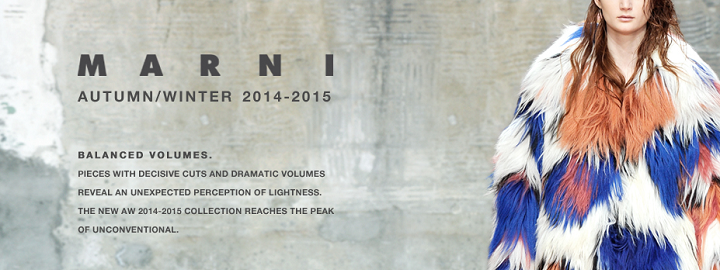 MARNI
AUTUMN/WINTER 2014-2015
BALANCED VOLUMES.
PIECES WITH DECISIVE CUTS AND DRAMATIC VOLUMES
REVEAL AN UNEXPECTED PERCEPTION OF LIGHTNESS.
THE NEW AW 2014-2015 COLLECTION REACHES THE PEAK
OF UNCONVENTIONAL.